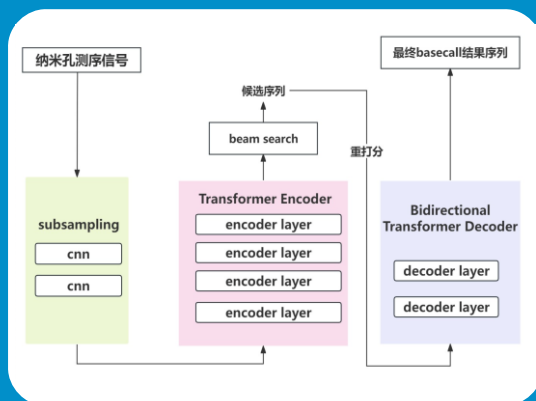 纳米孔测序信号
最终basecall结果序列
候选序列
beam search
重打分
subsampling
cnn
cnn
Transformer Encoder
encoder layer
encoder layer
encoder layer
encoder layer
Bidirectional
Transformer Decoder
decoder layer
decoder layer